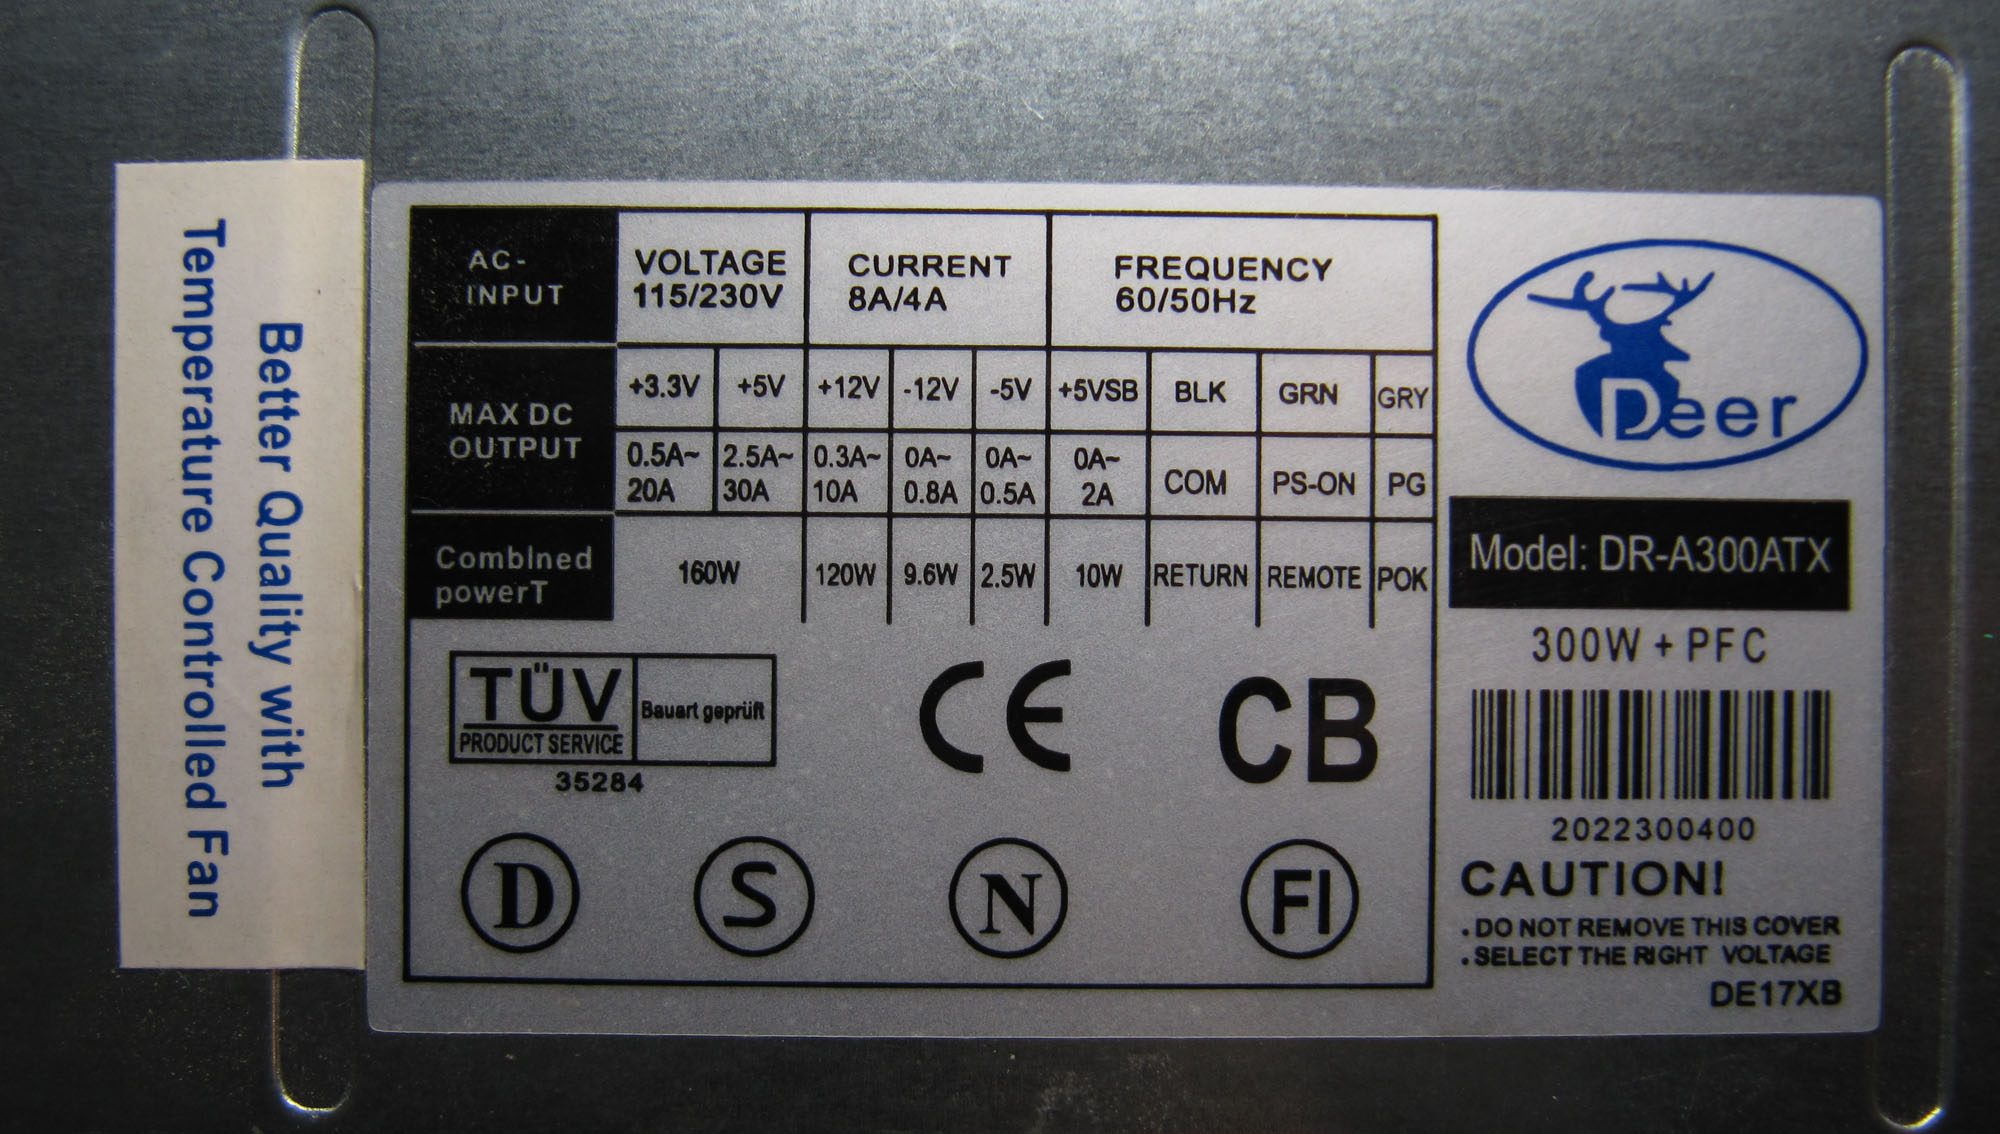 Better Quality with
Temperature Controlled Fan
AC-
INPUT
VOLTAGE
115/230V
CURRENT
8A/4A
FREQUENCY
60/50Hz
MAX DC
OUTPUT
+3.3V +5V +12V -12V -5V +5VSB BLK GRN GRY
0.5A~ 2.5A~ 0.3A~ 0A~ 0A~ 0A~ COM PS-ON PG
20A 30A 10A 0.8A 0.5A 2A
CombIned
powerT
160W 120W 9.6W 2.5W 10W RETURN REMOTE POK
TÜV
PRODUCT SERVICE
Bauart geprüft
35284
CE
CB
D S N FI
Deer
Model: DR-A300ATX
300W + PFC
2022300400
CAUTION!
.DO NOT REMOVE THIS COVER
.SELECT THE RIGHT VOLTAGE
DE17XB